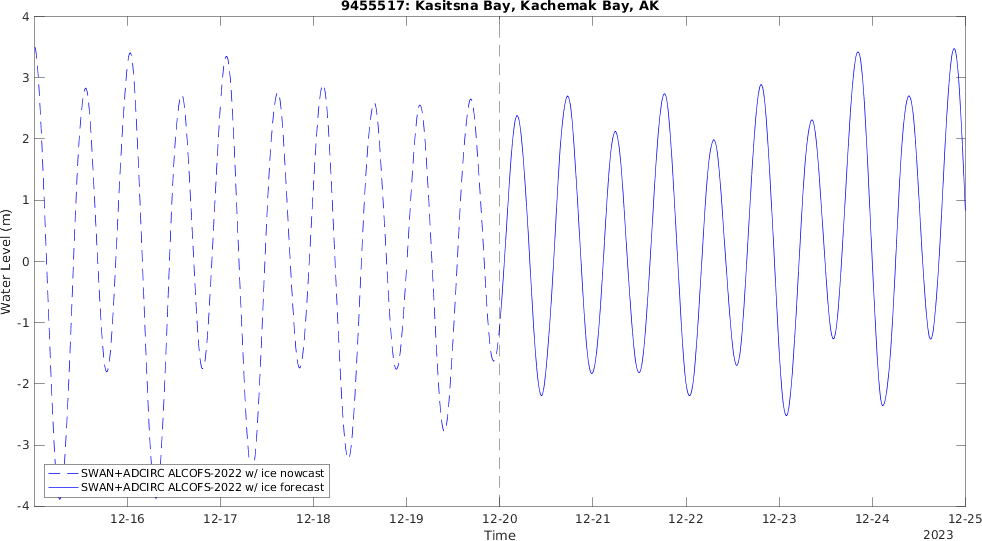 9455517: Kasitsna Bay, Kachemak Bay, AK
4
3
2
1
0
-1
-2
-3
-4
Water Level (m)
SWAN+ADCIRC ALCOFS-2022 w/ ice nowcast
SWAN+ADCIRC ALCOFS-2022 w/ ice forecast
12-16 12-17 12-18 12-19 12-20 12-21 12-22 12-23 12-24 12-25
Time
2023